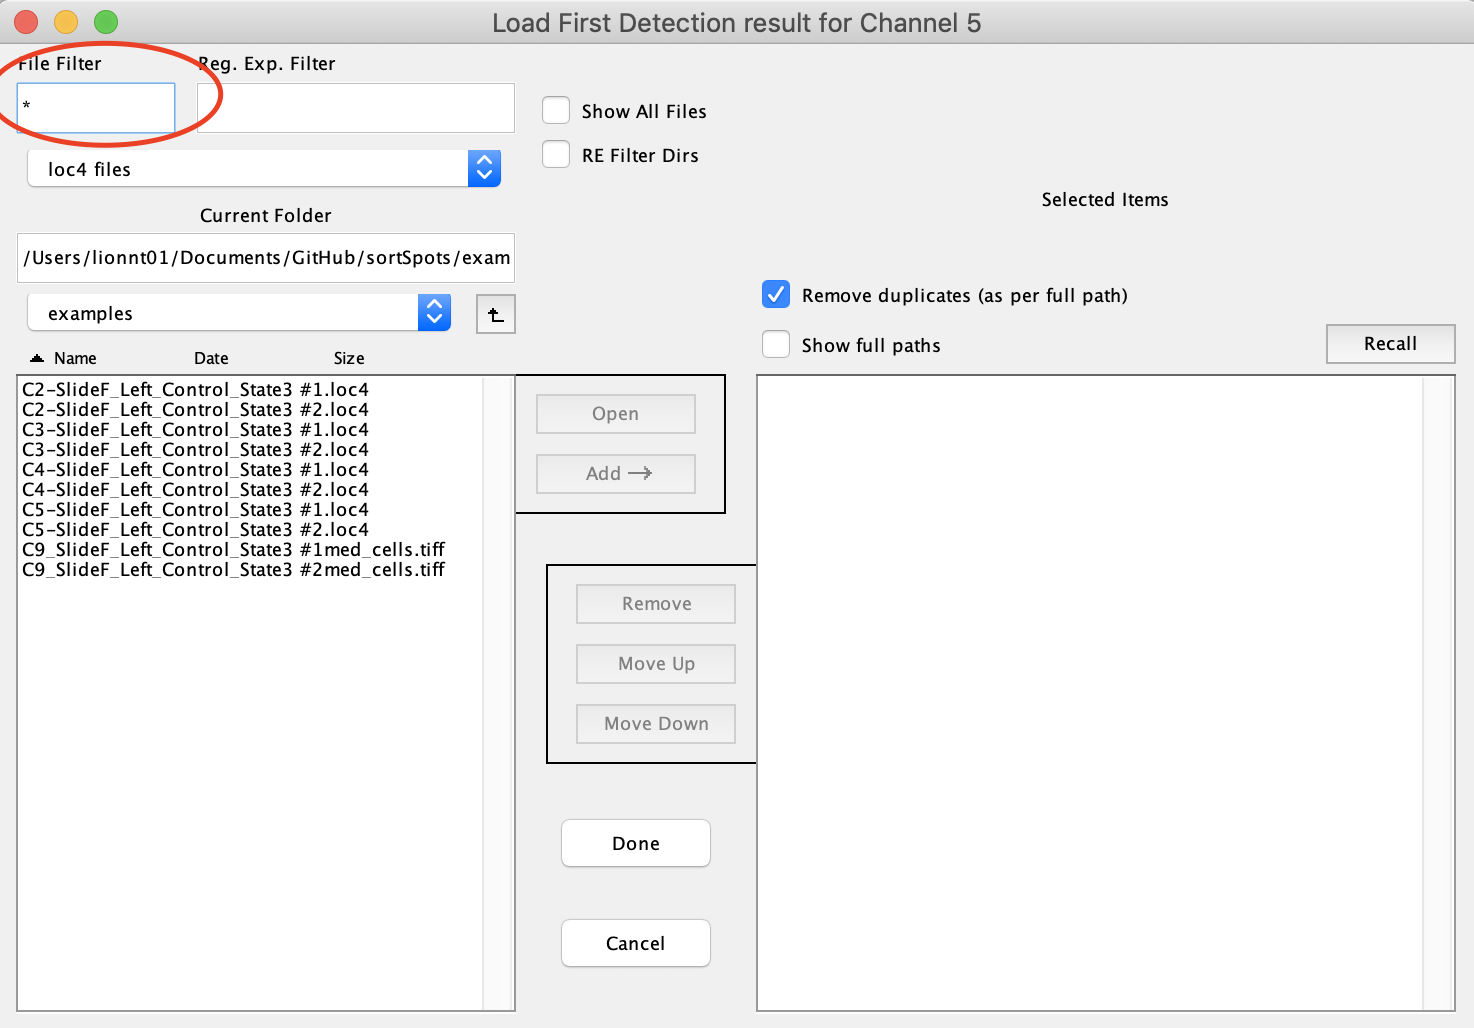 Load First Detection result for Channel 5
File Filter
Reg. Exp. Filter
*
Show All Files
loc4 files
RE Filter Dirs
Selected Items
Current Folder
/Users/lionnt01/Documents/GitHub/sortSpots/exam
Remove duplicates (as per full path)
examples
Show full paths
Recall
Name Date Size
C2-SlideF_Left_Control_State3 #1.loc4
C2-SlideF_Left_Control_State3 #2.loc4
C3-SlideF_Left_Control_State3 #1.loc4
C3-SlideF_Left_Control_State3 #2.loc4
C4-SlideF_Left_Control_State3 #1.loc4
C4-SlideF_Left_Control_State3 #2.loc4
C5-SlideF_Left_Control_State3 #1.loc4
C5-SlideF_Left_Control_State3 #2.loc4
C9_SlideF_Left_Control_State3 #1med_cells.tiff
C9_SlideF_Left_Control_State3 #2med_cells.tiff
Open
Add
Remove
Move Up
Move Down
Done
Cancel